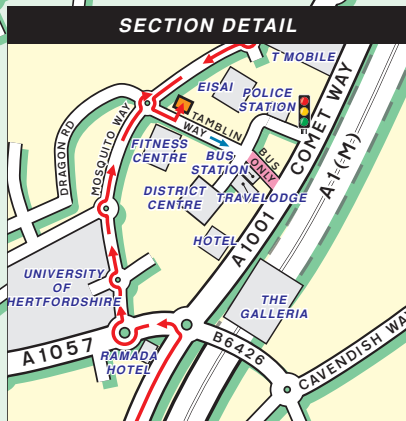 SECTION DETAIL
T MOBILE
EISAI
POLICE
STATION
COMET WAY
TAMBLIN
WAY
MOSQUITO WAY
DRAGON RD
FITNESS
CENTRE
BUS
STATION
BUS
ONLY
A1(M)
DISTRICT
CENTRE
TRAVELODGE
HOTEL
A1001
UNIVERSITY
OF
HERTFORDSHIRE
THE
GALLERIA
A1057
RAMADA
HOTEL
B6426
CAVENDISH WAY